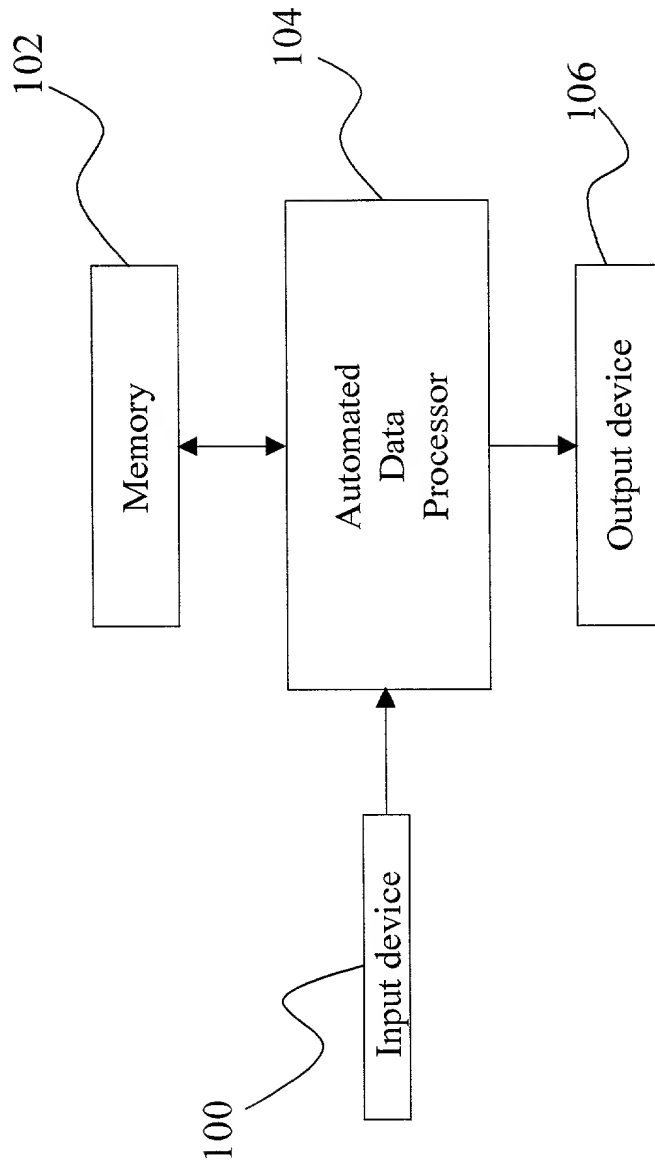 102
Memory
104
Automated
Data
Processor
100
Input device
106
Output device